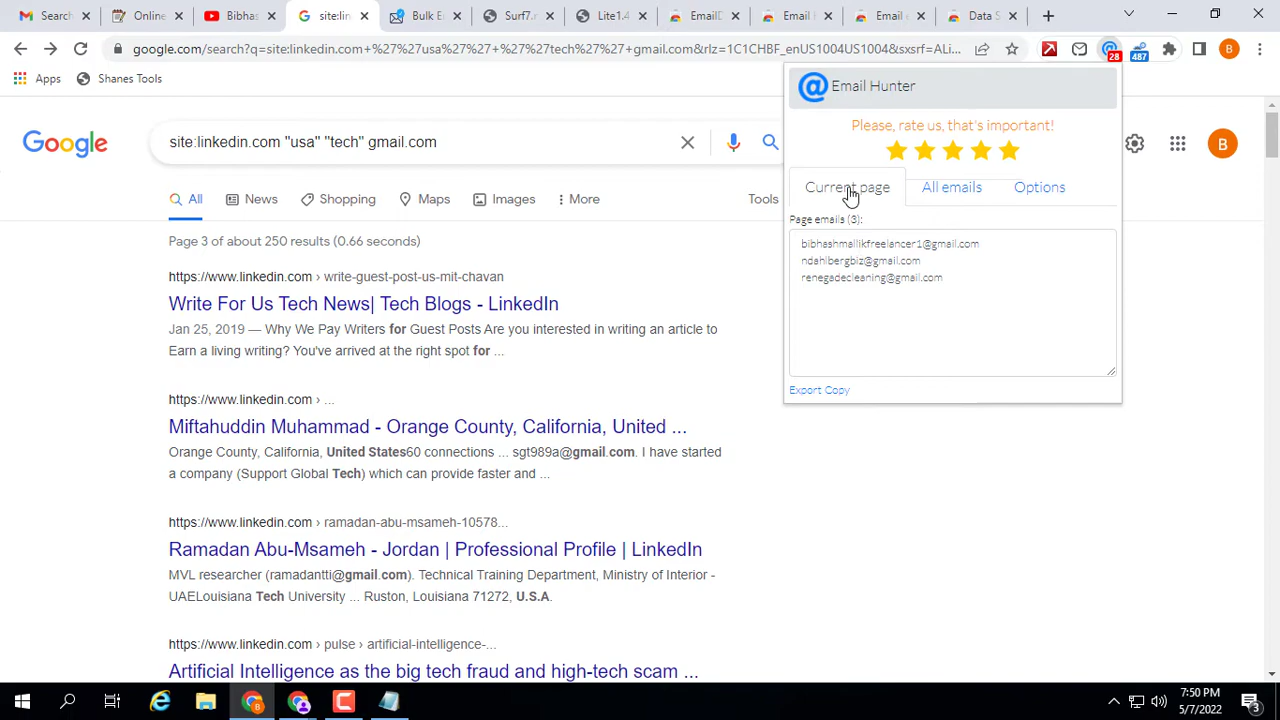 Search
Online
Bibhas
site:lin
Bulk E
Surf7.n
Lite1.4
EmailD
Email H
Email e
Data S
google.com/search?q=site:linkedin.com+%27%27usa%27%27+%27%27tech%27%27+gmail.com&rlz=1C1CHBF_enUS1004US1004&sxsrf=ALi...
28
487
B
Apps
Shanes Tools
Google
site:linkedin.com "usa" "tech" gmail.com
B
All
News
Shopping
Maps
Images
More
Tools
Page 3 of about 250 results (0.66 seconds)
https://www.linkedin.com › write-guest-post-us-mit-chavan
Write For Us Tech News| Tech Blogs - LinkedIn
Jan 25, 2019 — Why We Pay Writers for Guest Posts Are you interested in writing an article to
Earn a living writing? You've arrived at the right spot for ...
https://www.linkedin.com › ...
Miftahuddin Muhammad - Orange County, California, United ...
Orange County, California, United States60 connections ... sgt989a@gmail.com. I have started
a company (Support Global Tech) which can provide faster and ...
https://www.linkedin.com › ramadan-abu-msameh-10578...
Ramadan Abu-Msameh - Jordan | Professional Profile | LinkedIn
MVL researcher (ramadantti@gmail.com). Technical Training Department, Ministry of Interior -
UAELouisiana Tech University ... Ruston, Louisiana 71272, U.S.A.
https://www.linkedin.com › pulse › artificial-intelligence-...
Artificial Intelligence as the big tech fraud and high-tech scam ...
@ Email Hunter
Please, rate us, that's important!
Current page
All emails
Options
Page emails (3):
bibhashmallikfreelancer1@gmail.com
ndahlbergbiz@gmail.com
renegadecleaning@gmail.com
Export Copy
7:50 PM
5/7/2022
3